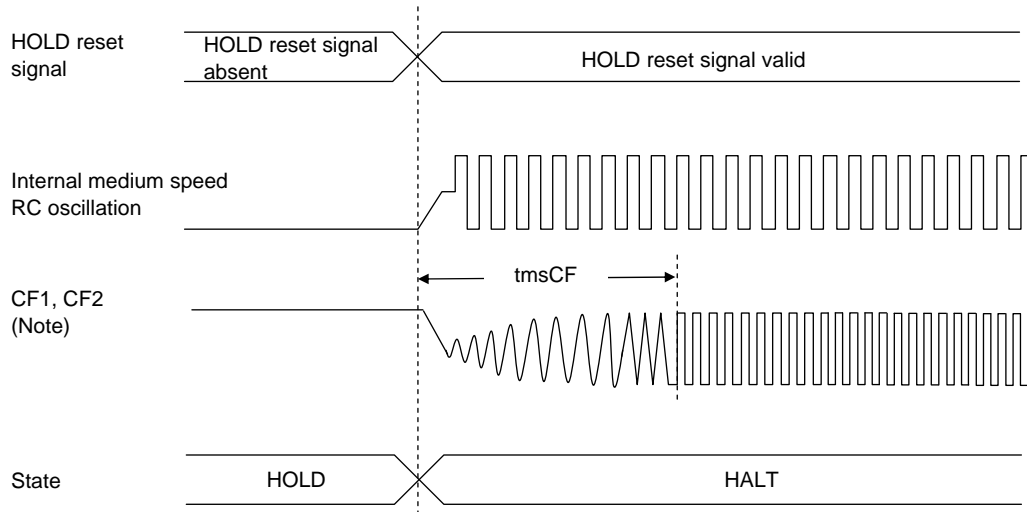 HOLD reset
signal
HOLD reset signal
absent
HOLD reset signal valid
Internal medium speed
RC oscillation
tmsCF
CF1, CF2
(Note)
State
HOLD
HALT